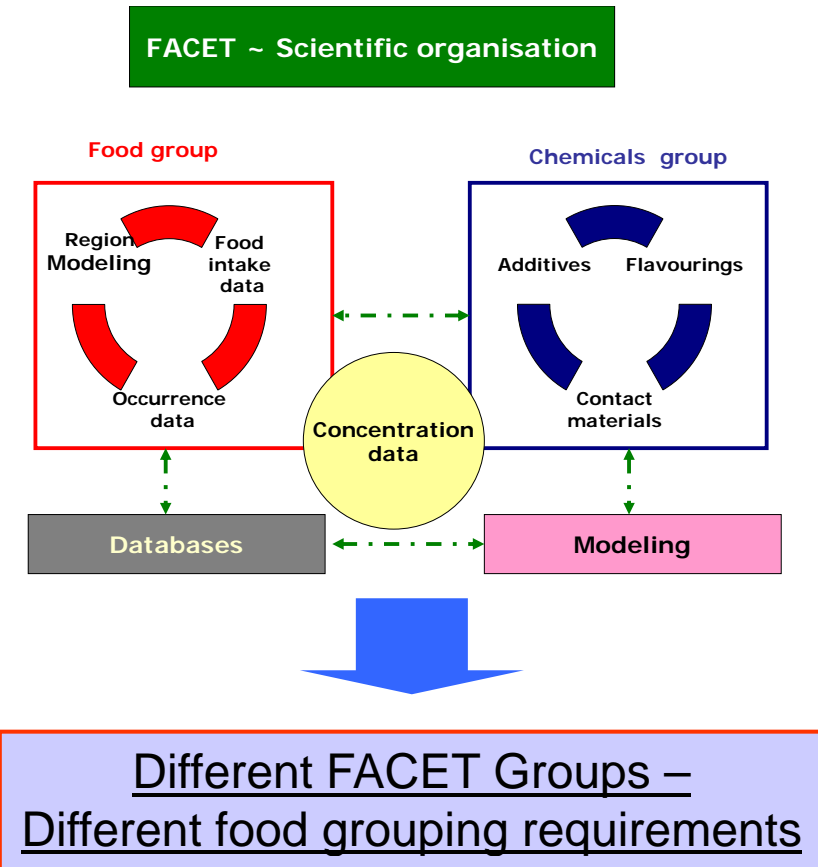 FACET ~ Scientific organisation
Food group
Region
Modeling
Food
intake
data
Occurrence
data
Chemicals group
Additives
Flavourings
Contact
materials
Concentration
data
Databases
Modeling
Different FACET Groups –
Different food grouping requirements